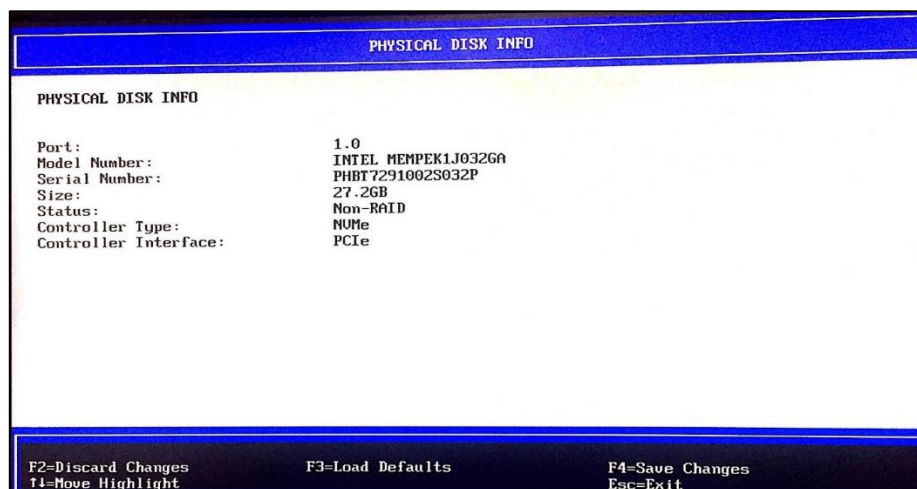 PHYSICAL DISK INFO
PHYSICAL DISK INFO
Port: 1.0
Model Number: INTEL MEMPEK1J032GA
Serial Number: PHBT7291002S032P
Size: 27.2GB
Status: Non-RAID
Controller Type: NVMe
Controller Interface: PCIe
F2=Discard Changes F3=Load Defaults F4=Save Changes
↑↓=Move Highlight Esc=Exit